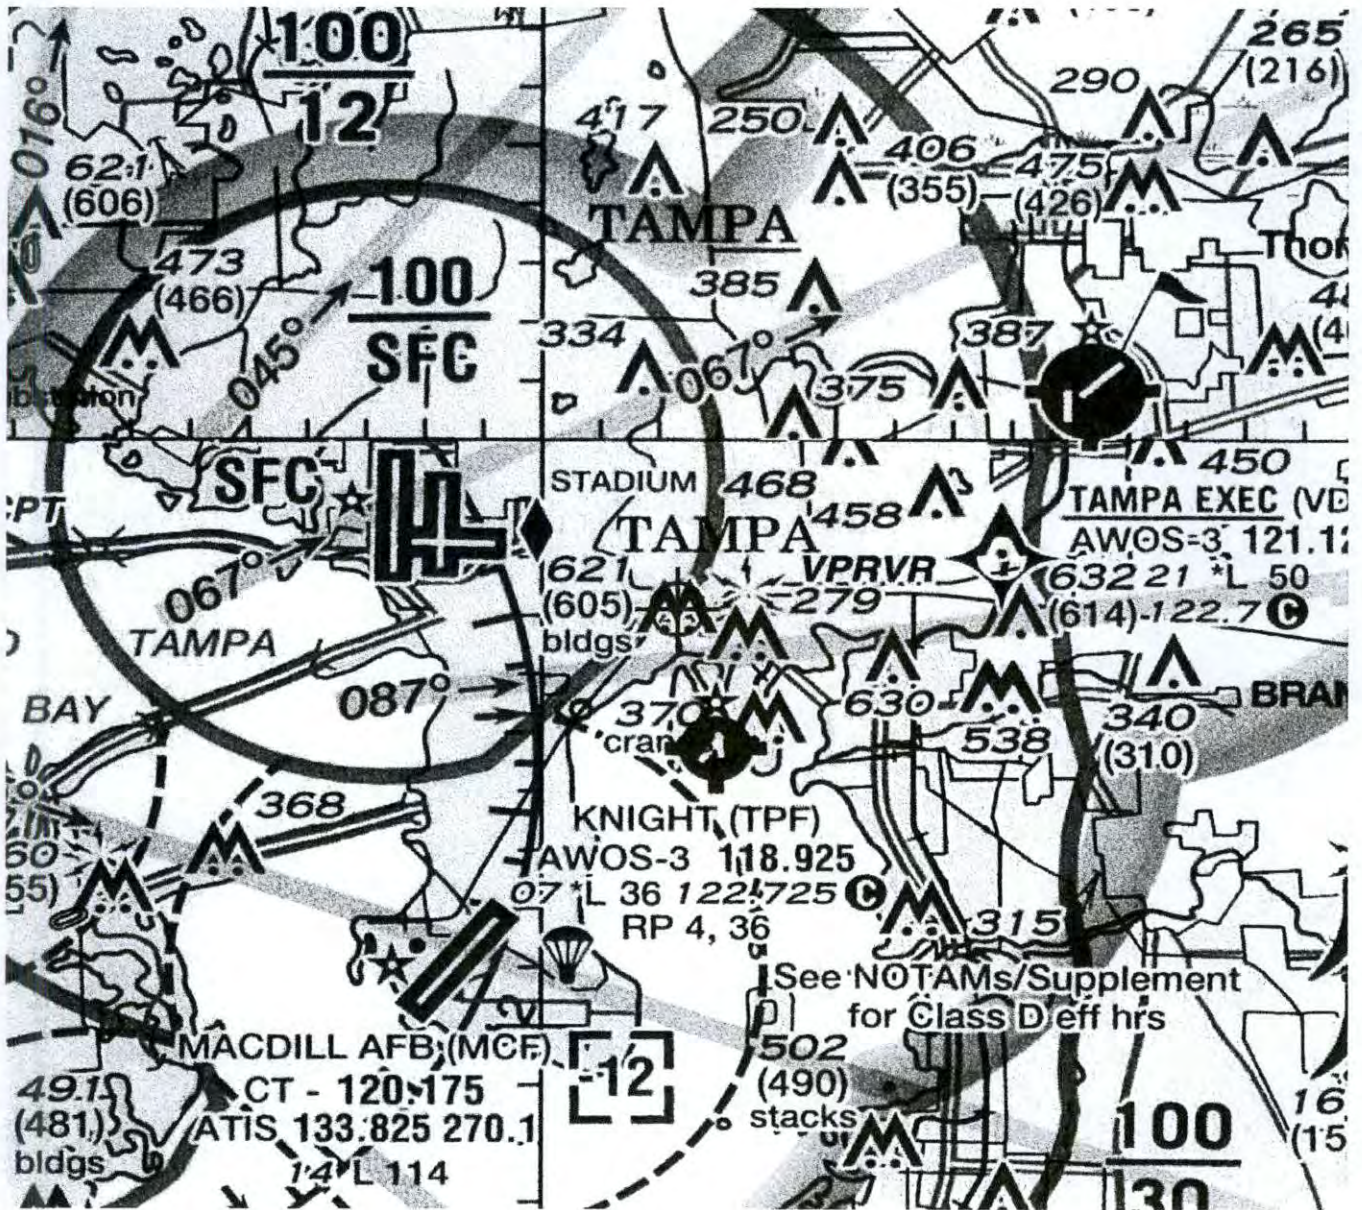 100
12
265
(216)
290
016°
621
(606)
417
250
406
(355)
475
(426)
TAMPA
473
(466)
100
SFC
385
045°
334
067°
387
375
SFC
STADIUM
468
450
458
TAMPA
TAMPA EXEC (VD
AWOS-3 121.12
21 *L 50
122.7 C
067°
621
(605)
bldgs
VPRVR
279
632
(614)
TAMPA
BAY
087°
370
630
538
340
(310)
BRAN
368
KNIGHT (TPF)
AWOS-3 118.925
07 *L 36 122.725 C
RP 4, 36
315
See NOTAMs/Supplement
for Class D eff hrs
MACDILL AFB (MCF)
CT - 120.175
ATIS 133.825 270.1
14 *L 114
-12
502
(490)
stacks
491
(481)
bldgs
100
30